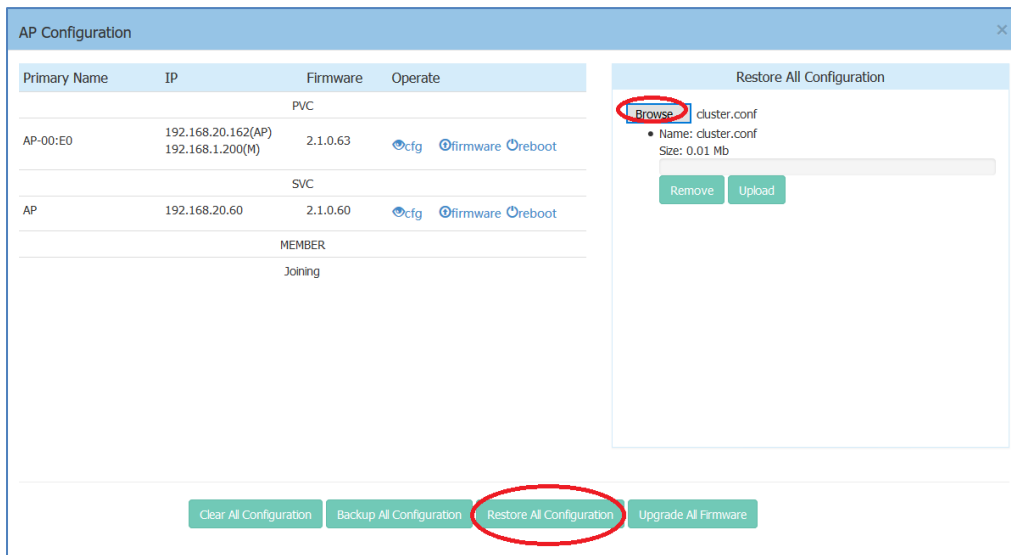 AP Configuration
×
Primary Name IP Firmware Operate
PVC
AP-00:E0 192.168.20.162(AP) 2.1.0.63 cfg firmware reboot
192.168.1.200(M)
SVC
AP 192.168.20.60 2.1.0.60 cfg firmware reboot
MEMBER
Joining
Restore All Configuration
Browse cluster.conf
• Name: cluster.conf
Size: 0.01 Mb
Remove Upload
Clear All Configuration Backup All Configuration Restore All Configuration Upgrade All Firmware